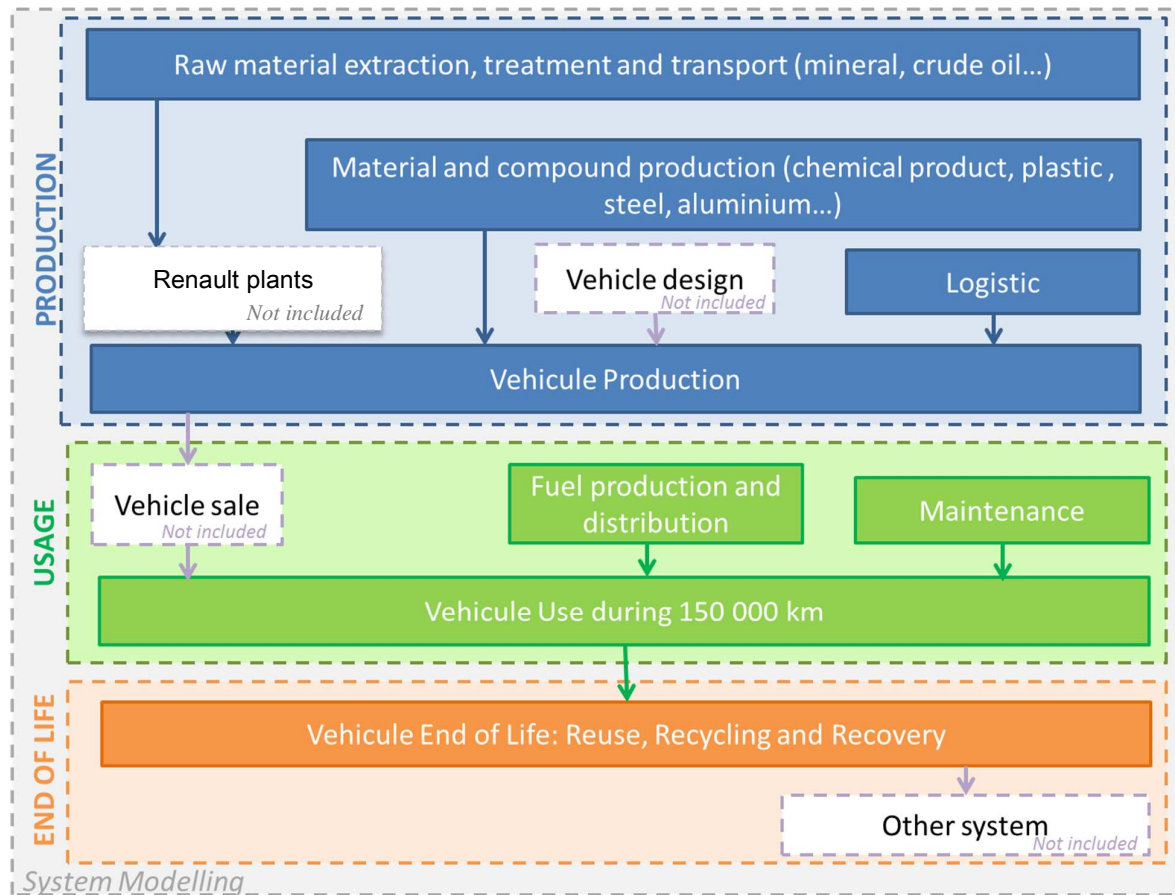 PRODUCTION
Raw material extraction, treatment and transport (mineral, crude oil…)
Material and compound production (chemical product, plastic ,
steel, aluminium…)
Renault plants
Not included
Vehicle design
Not included
Logistic
Vehicule Production
USAGE
Vehicle sale
Not included
Fuel production and
distribution
Maintenance
Vehicule Use during 150 000 km
END OF LIFE
Vehicule End of Life: Reuse, Recycling and Recovery
Other system
Not included
System Modelling